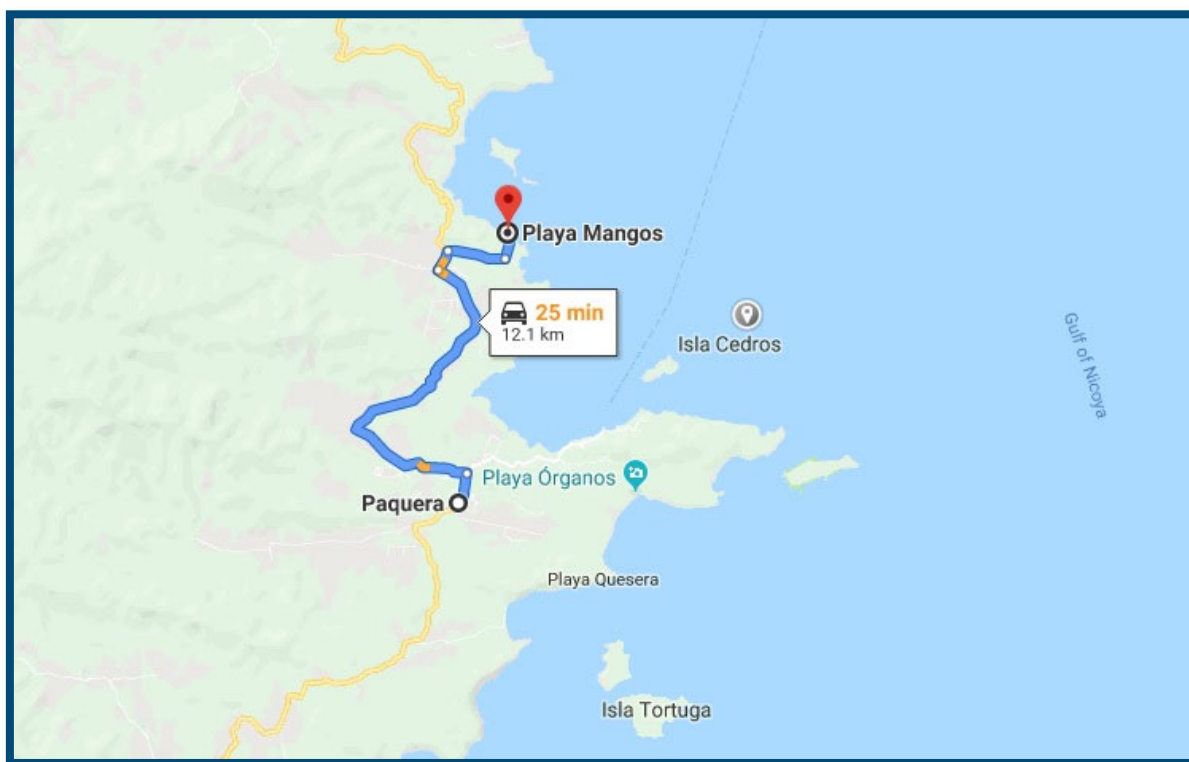 Playa Mangos
25 min
12.1 km
Isla Cedros
Gulf of Nicoya
Playa Órganos
Paquera
Playa Quesera
Isla Tortuga